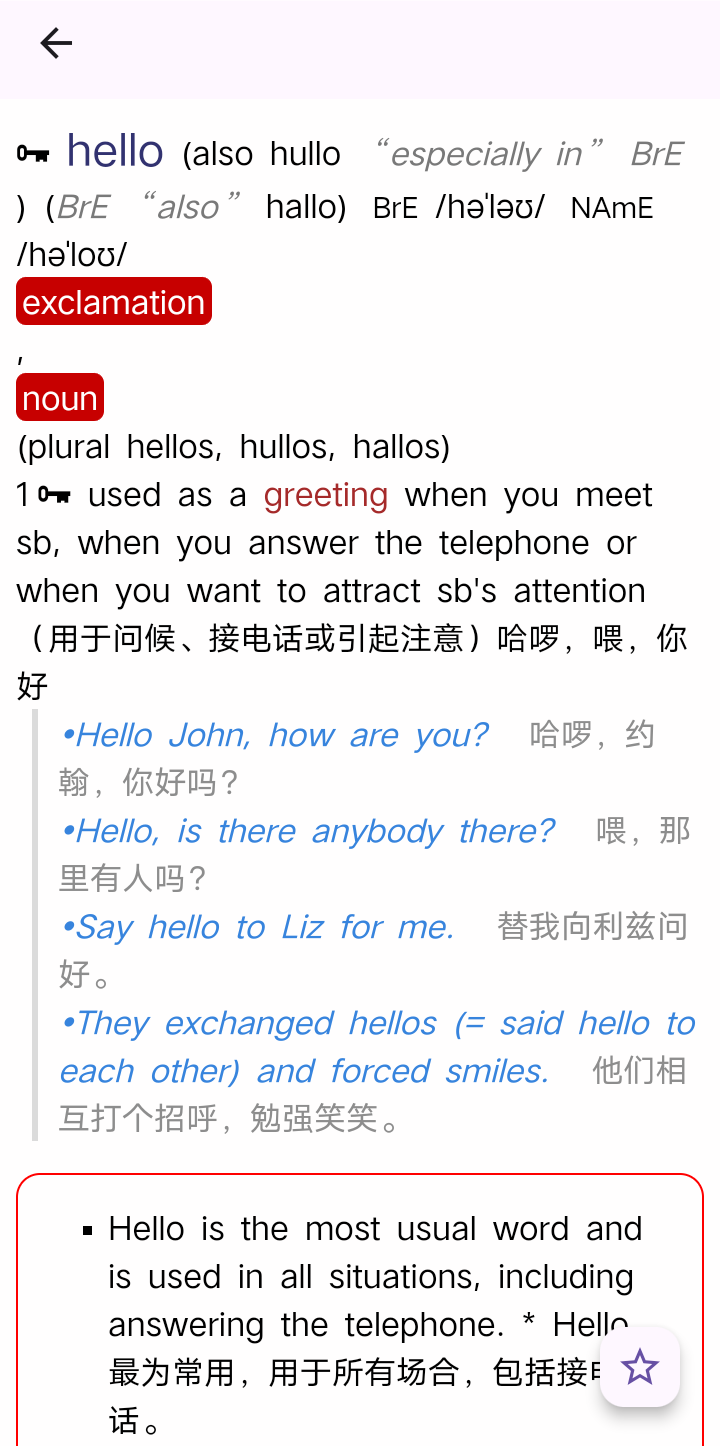 hello (also hullo “especially in” BrE
) (BrE “also” hallo) BrE /həˈləʊ/ NAmE
/həˈloʊ/
exclamation
,
noun
(plural hellos, hullos, hallos)
1 used as a greeting when you meet
sb, when you answer the telephone or
when you want to attract sb's attention
（用于问候、接电话或引起注意）哈啰，喂，你
好
•Hello John, how are you? 哈啰，约
翰，你好吗？
•Hello, is there anybody there? 喂，那
里有人吗？
•Say hello to Liz for me. 替我向利兹问
好。
•They exchanged hellos (= said hello to
each other) and forced smiles. 他们相
互打个招呼，勉强笑笑。
▪ Hello is the most usual word and
is used in all situations, including
answering the telephone. * Hello
最为常用，用于所有场合，包括接电
话。